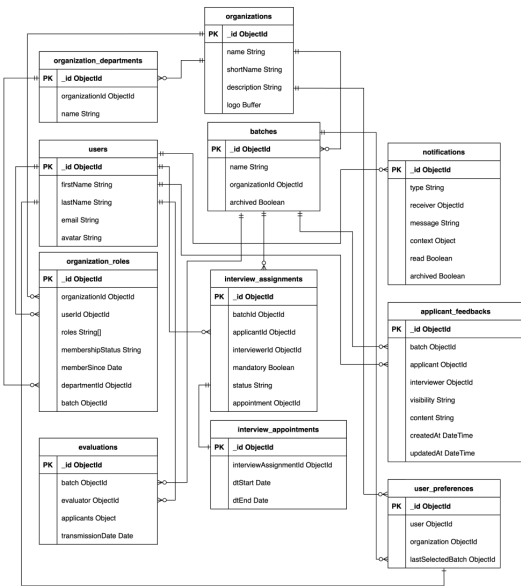 organizations
PK _id ObjectId
name String
shortName String
description String
logo Buffer
organization_departments
PK _id ObjectId
organizationId ObjectId
name String
batches
PK _id ObjectId
name String
organizationId ObjectId
archived Boolean
users
PK _id ObjectId
firstName String
lastName String
email String
avatar String
notifications
PK _id ObjectId
type String
receiver ObjectId
message String
context Object
read Boolean
archived Boolean
organization_roles
PK _id ObjectId
organizationId ObjectId
userId ObjectId
roles String[]
membershipStatus String
memberSince Date
departmentId ObjectId
batch ObjectId
interview_assignments
PK _id ObjectId
batchId ObjectId
applicantId ObjectId
interviewerId ObjectId
mandatory Boolean
status String
appointment ObjectId
applicant_feedbacks
PK _id ObjectId
batch ObjectId
applicant ObjectId
interviewer ObjectId
visibility String
content String
createdAt DateTime
updatedAt DateTime
interview_appointments
PK _id ObjectId
interviewAssignmentId ObjectId
dtStart Date
dtEnd Date
evaluations
PK _id ObjectId
batch ObjectId
evaluator ObjectId
applicants Object
transmissionDate Date
user_preferences
PK _id ObjectId
user ObjectId
organization ObjectId
lastSelectedBatch ObjectId